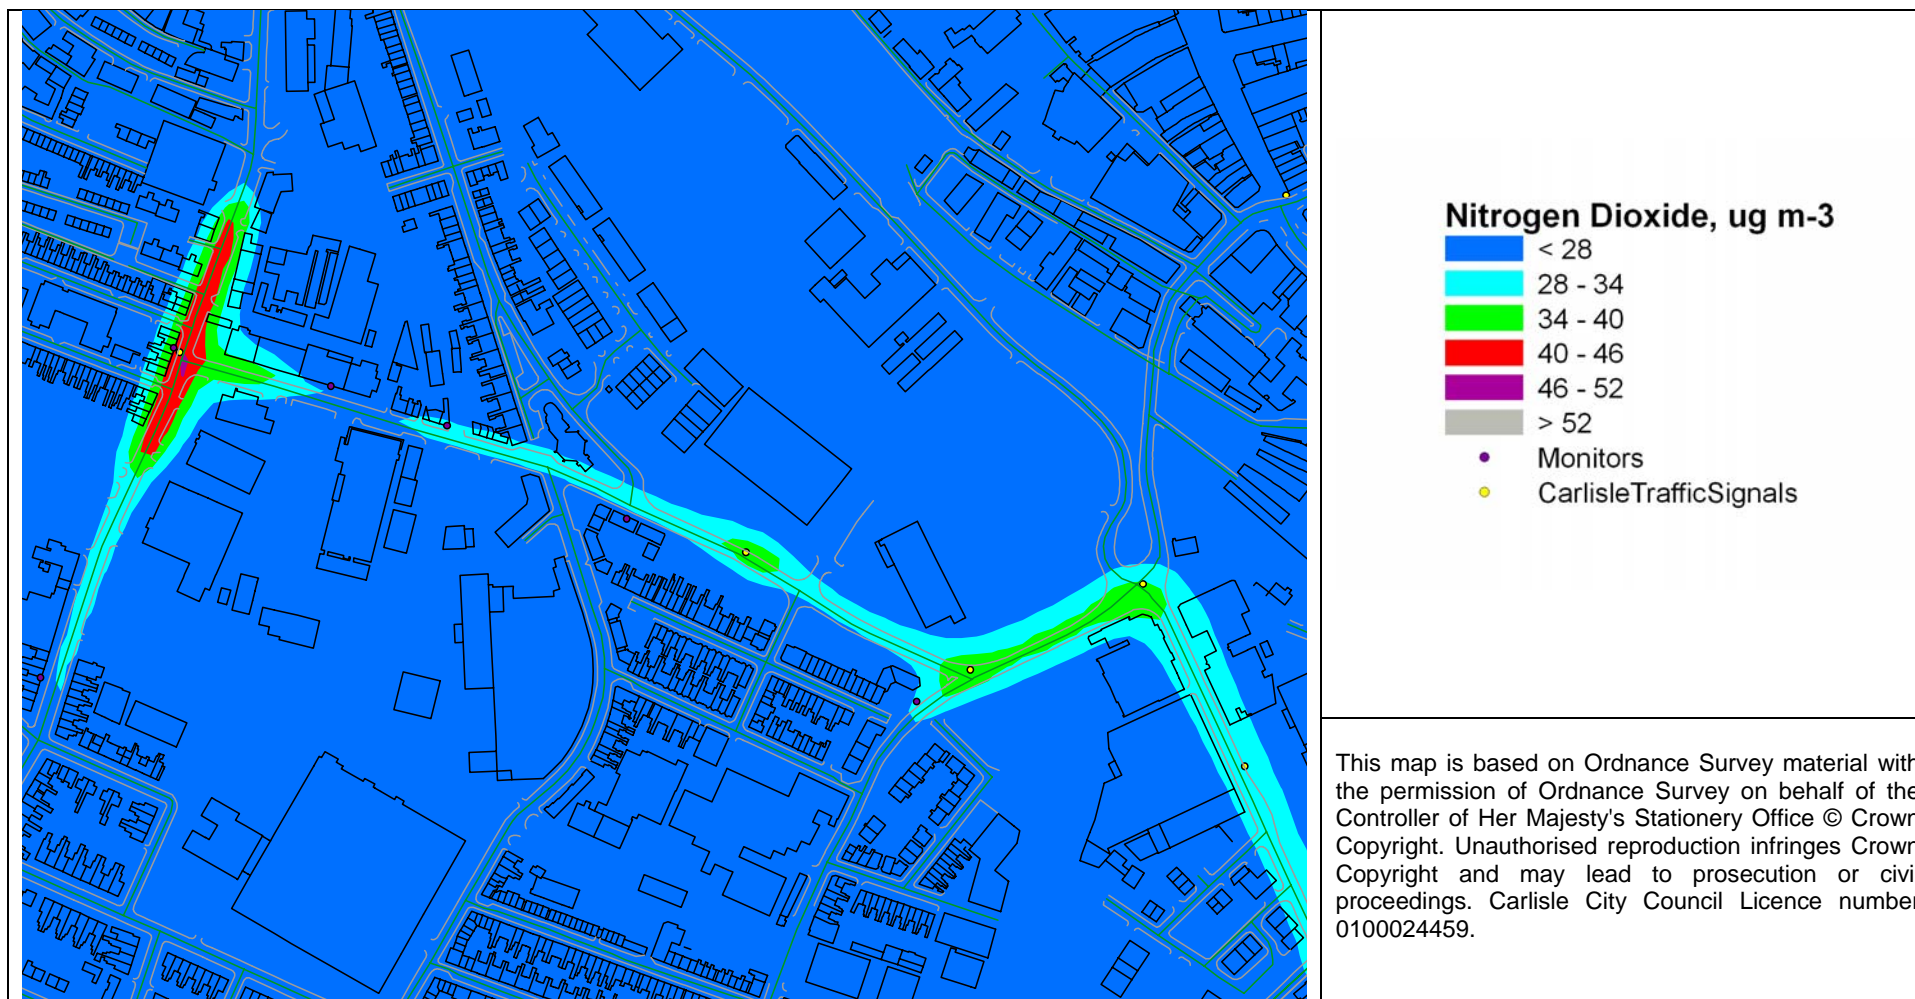 Nitrogen Dioxide, ug m-3
< 28
28 - 34
34 - 40
40 - 46
46 - 52
> 52
Monitors
CarlisleTrafficSignals
This map is based on Ordnance Survey material with
the permission of Ordnance Survey on behalf of the
Controller of Her Majesty's Stationery Office © Crown
Copyright. Unauthorised reproduction infringes Crown
Copyright and may lead to prosecution or civi
proceedings. Carlisle City Council Licence number
0100024459.